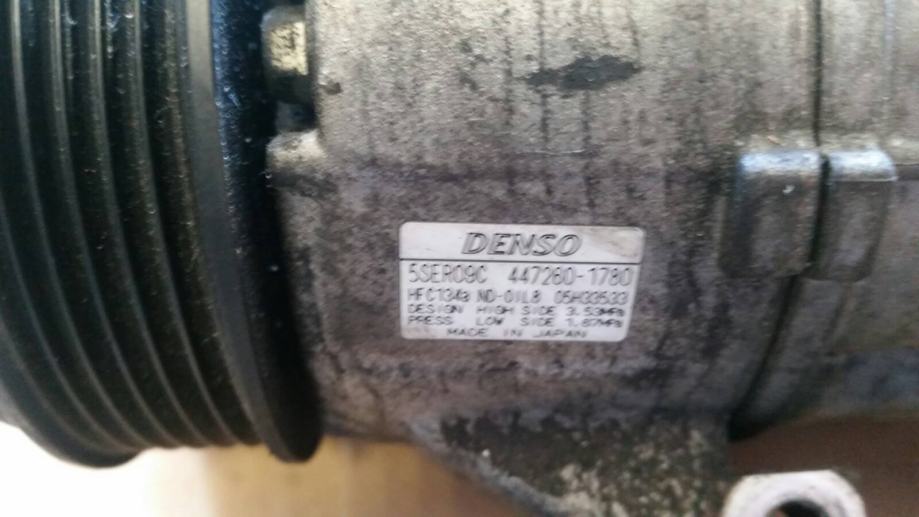 DENSO
5SER09C 447260-1780
HFC134a ND-OIL8 05H33533
DESIGN HIGH SIDE 3.53MPa
PRESS LOW SIDE 1.67MPa
MADE IN JAPAN